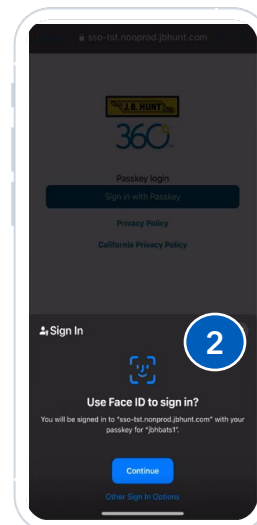 sso-tst.nonprod.jbhunt.com
J.B. HUNT
360
Passkey login
Sign in with Passkey
Privacy Policy
California Privacy Policy
Sign In
2
Use Face ID to sign in?
You will be signed in to "sso-tst.nonprod.jbhunt.com" with your
passkey for "jbhbats1".
Continue
Other Sign In Options